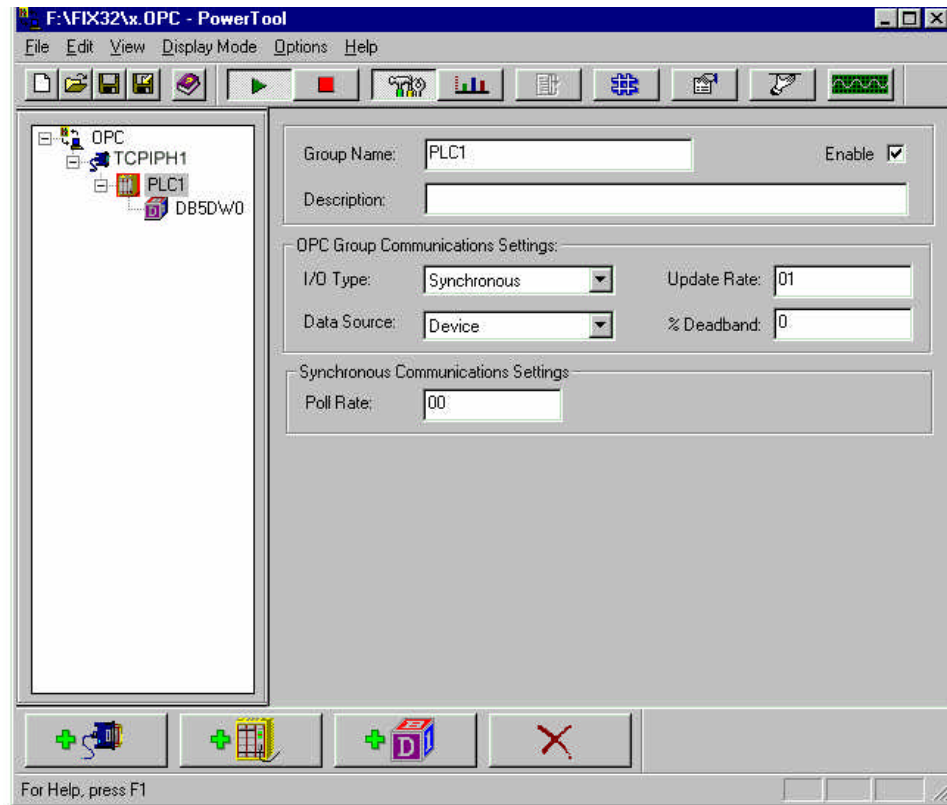 F:\FIX32\x.OPC - PowerTool
File Edit View Display Mode Options Help
OPC
TCPIPH1
PLC1
DB5DW0
Group Name: PLC1 Enable
Description:
OPC Group Communications Settings:
I/O Type: Synchronous Update Rate: 01
Data Source: Device % Deadband: 0
Synchronous Communications Settings
Poll Rate: 00
D
For Help, press F1